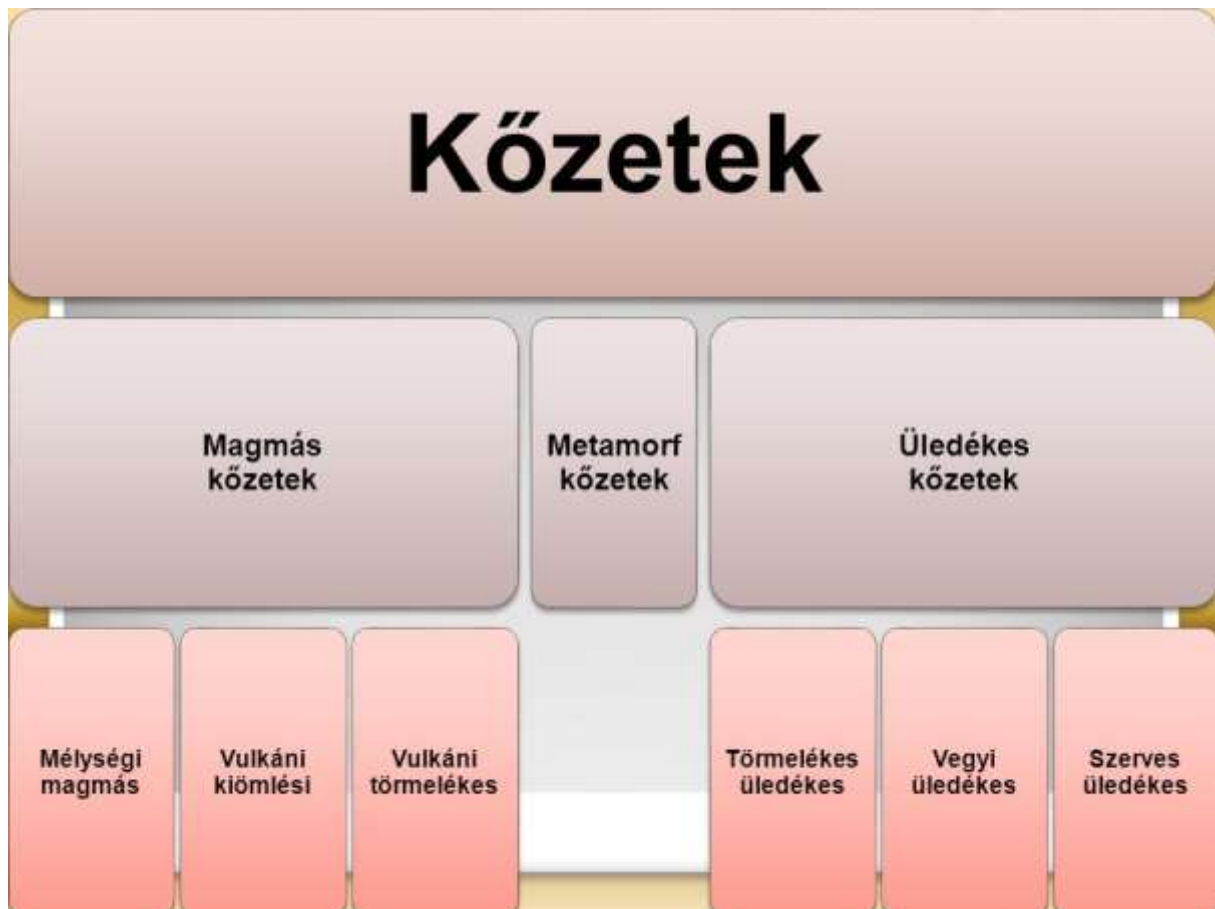 Kőzetek
Magmás
kőzetek
Metamorf
kőzetek
Üledékes
kőzetek
Mélységi
magmás
Vulkáni
kiömlési
Vulkáni
törmelékes
Törmelékes
üledékes
Vegyi
üledékes
Szerves
üledékes